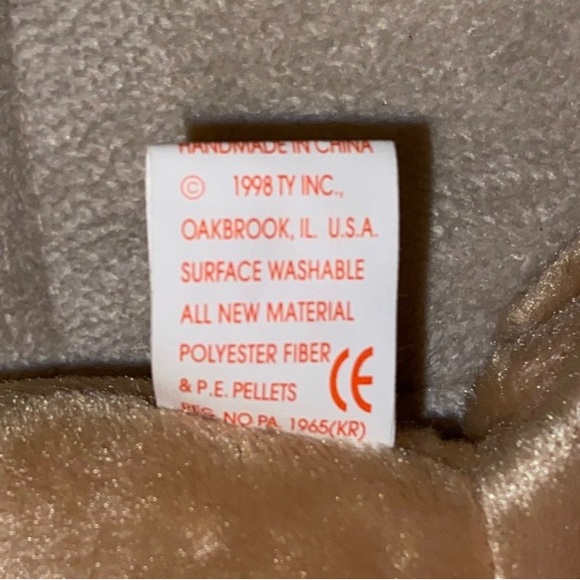 HANDMADE IN CHINA
© 1998 TY INC.,
OAKBROOK, IL. U.S.A.
SURFACE WASHABLE
ALL NEW MATERIAL
POLYESTER FIBER
& P.E. PELLETS
CE
REG. NO PA. 1965(KR)